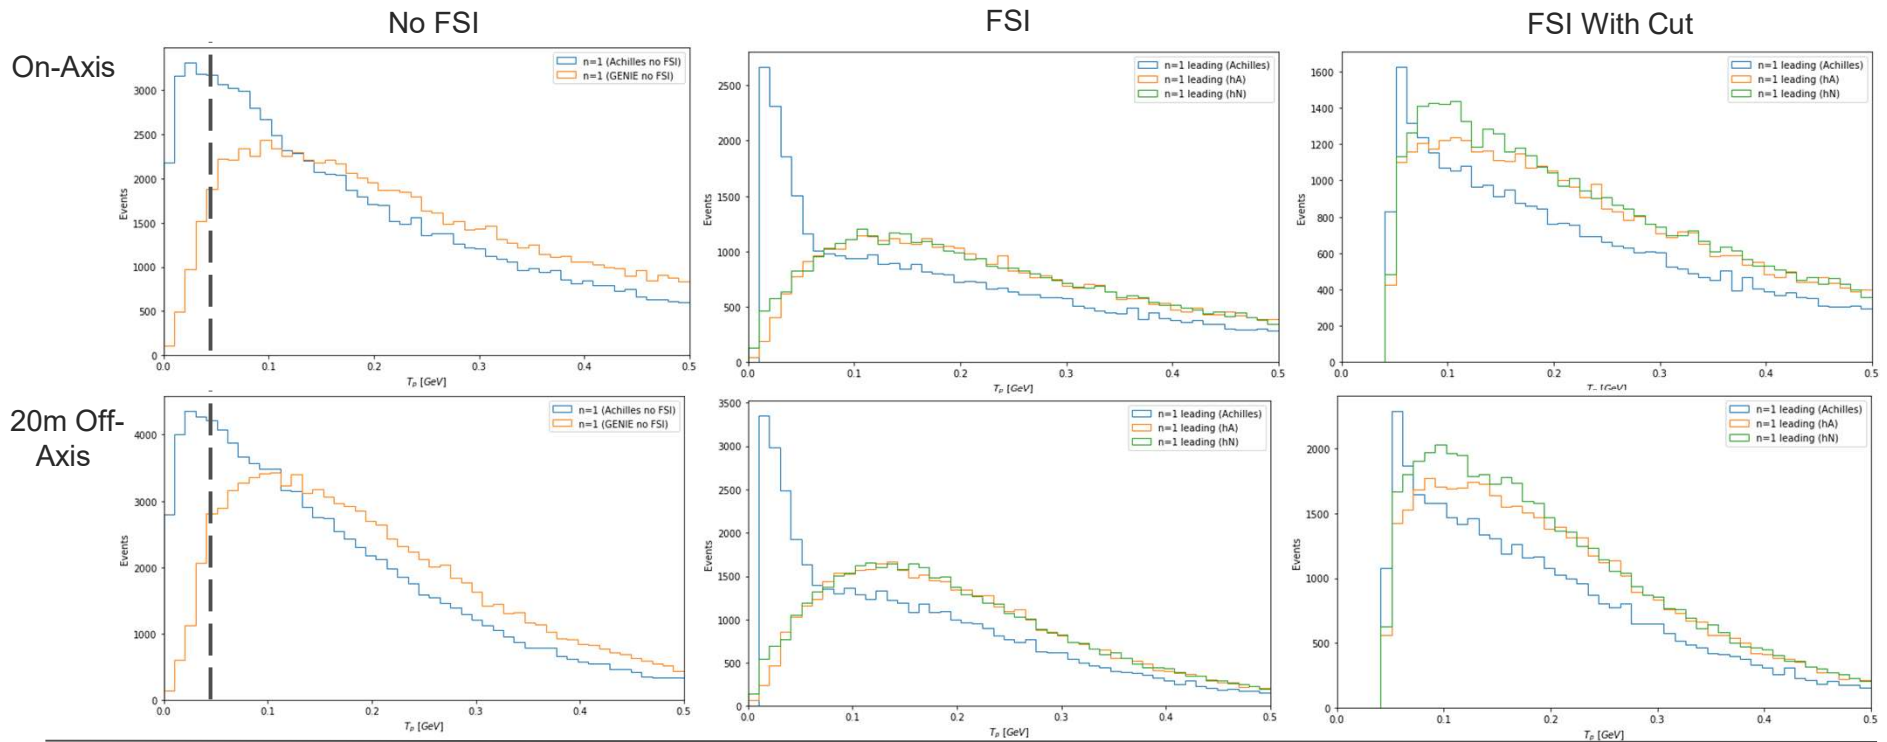 No FSI
FSI
FSI With Cut
On-Axis
3000
2500
2000
1500
1000
500
0
Events
0.0
0.1
0.2
0.3
0.4
0.5
T_p [GeV]
n=1 (Achilles no FSI)
n=1 (GENIE no FSI)
2500
2000
1500
1000
500
0
Events
0.0
0.1
0.2
0.3
0.4
0.5
T_p [GeV]
n=1 leading (Achilles)
n=1 leading (hA)
n=1 leading (hN)
1600
1400
1200
1000
800
600
400
200
0
Events
0.0
0.1
0.2
0.3
0.4
0.5
n=1 leading (Achilles)
n=1 leading (hA)
n=1 leading (hN)
20m Off-
Axis
4000
3000
2000
1000
0
Events
0.0
0.1
0.2
0.3
0.4
0.5
T_p [GeV]
n=1 (Achilles no FSI)
n=1 (GENIE no FSI)
3500
3000
2500
2000
1500
1000
500
0
Events
0.0
0.1
0.2
0.3
0.4
0.5
T_p [GeV]
n=1 leading (Achilles)
n=1 leading (hA)
n=1 leading (hN)
2000
1500
1000
500
0
Events
0.0
0.1
0.2
0.3
0.4
0.5
T_p [GeV]
n=1 leading (Achilles)
n=1 leading (hA)
n=1 leading (hN)